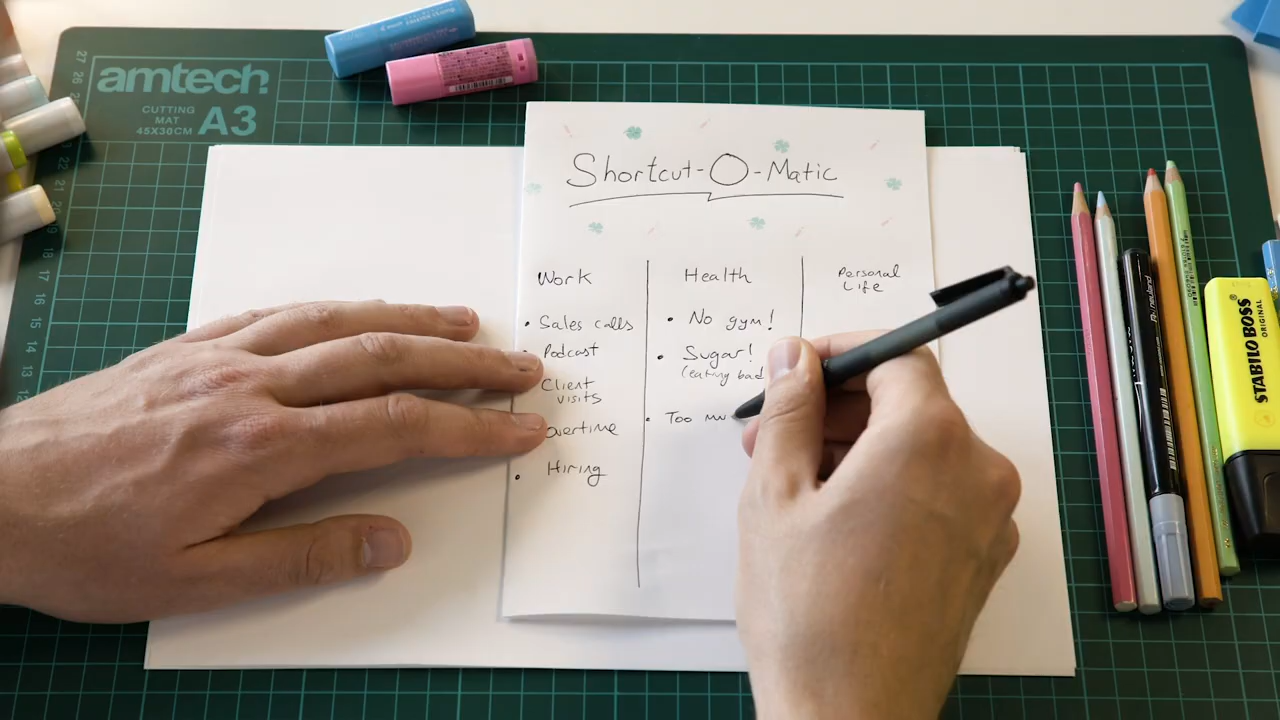 amtech
CUTTING
MAT
45X30CM
A3
Shortcut-O-Matic
Work
Health
Personal
Life
• Sales calls
• Podcast
Client
visits
overtime
• Hiring
• No gym!
• Sugar!
(eating bad
• Too mu
STABILO BOSS
ORIGINAL